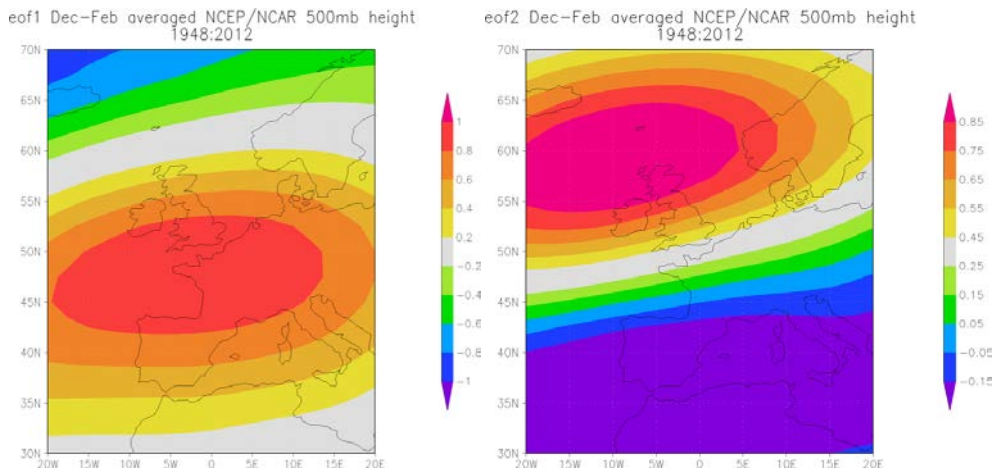 eof1 Dec-Feb averaged NCEP/NCAR 500mb height
1948:2012
70N
65N
60N
55N
50N
45N
40N
35N
30N
20W 15W 10W 5W 0 5E 10E 15E 20E
1
0.8
0.6
0.4
0.2
-0.2
-0.4
-0.6
-0.8
-1
eof2 Dec-Feb averaged NCEP/NCAR 500mb height
1948:2012
70N
65N
60N
55N
50N
45N
40N
35N
30N
20W 15W 10W 5W 0 5E 10E 15E 20E
0.85
0.75
0.65
0.55
0.45
0.35
0.25
0.15
0.05
-0.05
-0.15